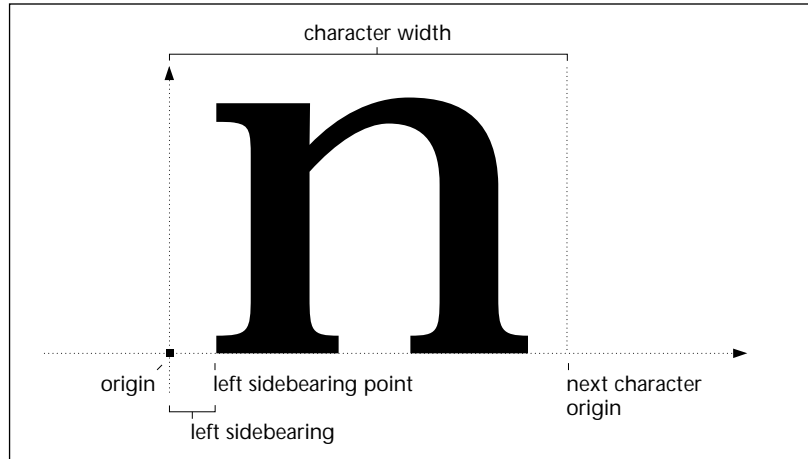 character width
n
origin
left sidebearing point
next character
origin
left sidebearing